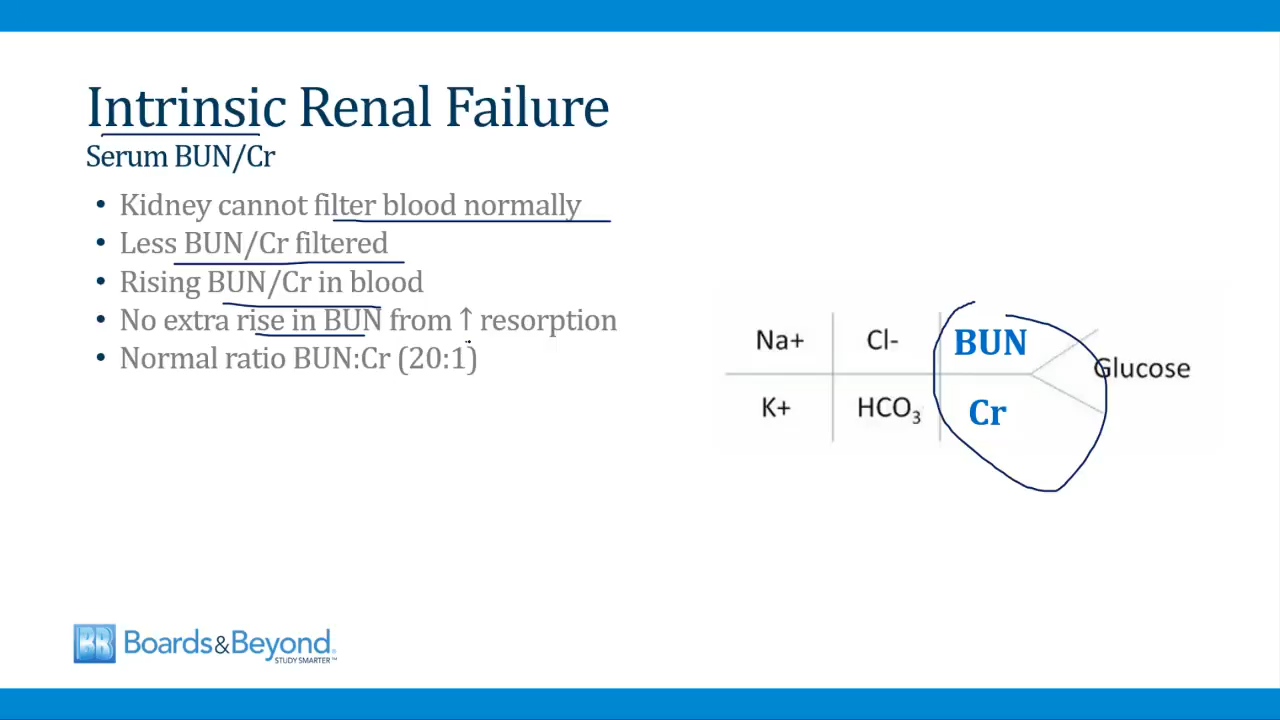 Intrinsic Renal Failure
Serum BUN/Cr
• Kidney cannot filter blood normally
• Less BUN/Cr filtered
• Rising BUN/Cr in blood
• No extra rise in BUN from ↑ resorption
• Normal ratio BUN:Cr (20:1)
Na+ Cl- BUN
Glucose
K+ HCO₃ Cr
BB Boards&Beyond.
STUDY SMARTER™